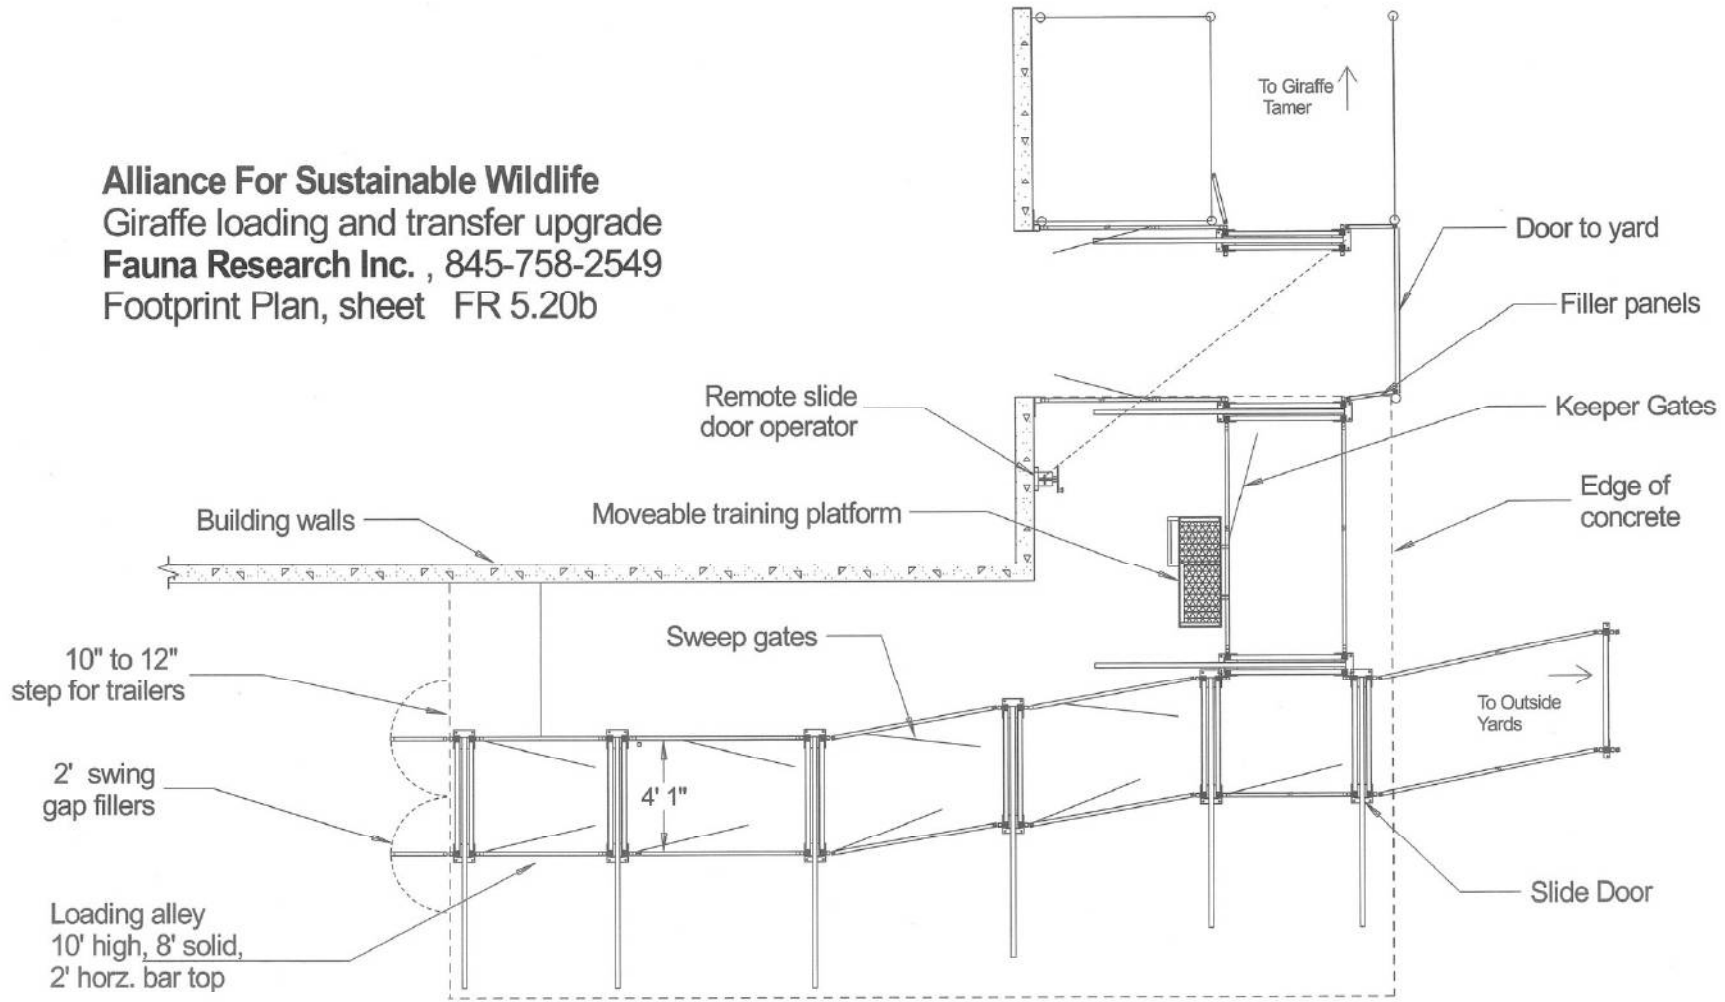 Alliance For Sustainable Wildlife
Giraffe loading and transfer upgrade
Fauna Research Inc. , 845-758-2549
Footprint Plan, sheet FR 5.20b
To Giraffe
Tamer
Door to yard
Filler panels
Remote slide
door operator
Keeper Gates
Edge of
concrete
Building walls
Moveable training platform
Sweep gates
10" to 12"
step for trailers
To Outside
Yards
2' swing
gap fillers
4' 1"
Slide Door
Loading alley
10' high, 8' solid,
2' horz. bar top